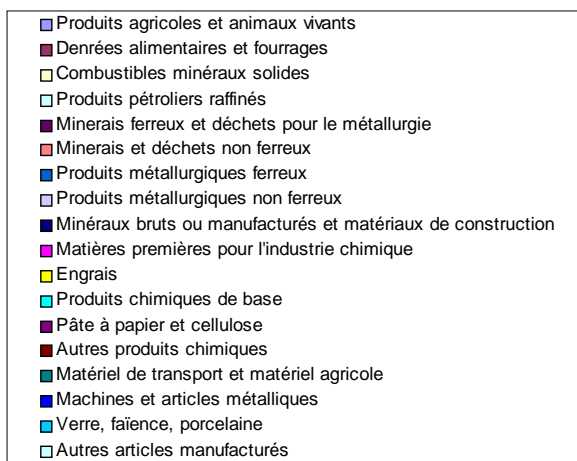 Produits agricoles et animaux vivants
Denrées alimentaires et fourrages
Combustibles minéraux solides
Produits pétroliers raffinés
Minerais ferreux et déchets pour le métallurgie
Minerais et déchets non ferreux
Produits métallurgiques ferreux
Produits métallurgiques non ferreux
Minéraux bruts ou manufacturés et matériaux de construction
Matières premières pour l'industrie chimique
Engrais
Produits chimiques de base
Pâte à papier et cellulose
Autres produits chimiques
Matériel de transport et matériel agricole
Machines et articles métalliques
Verre, faïence, porcelaine
Autres articles manufacturés